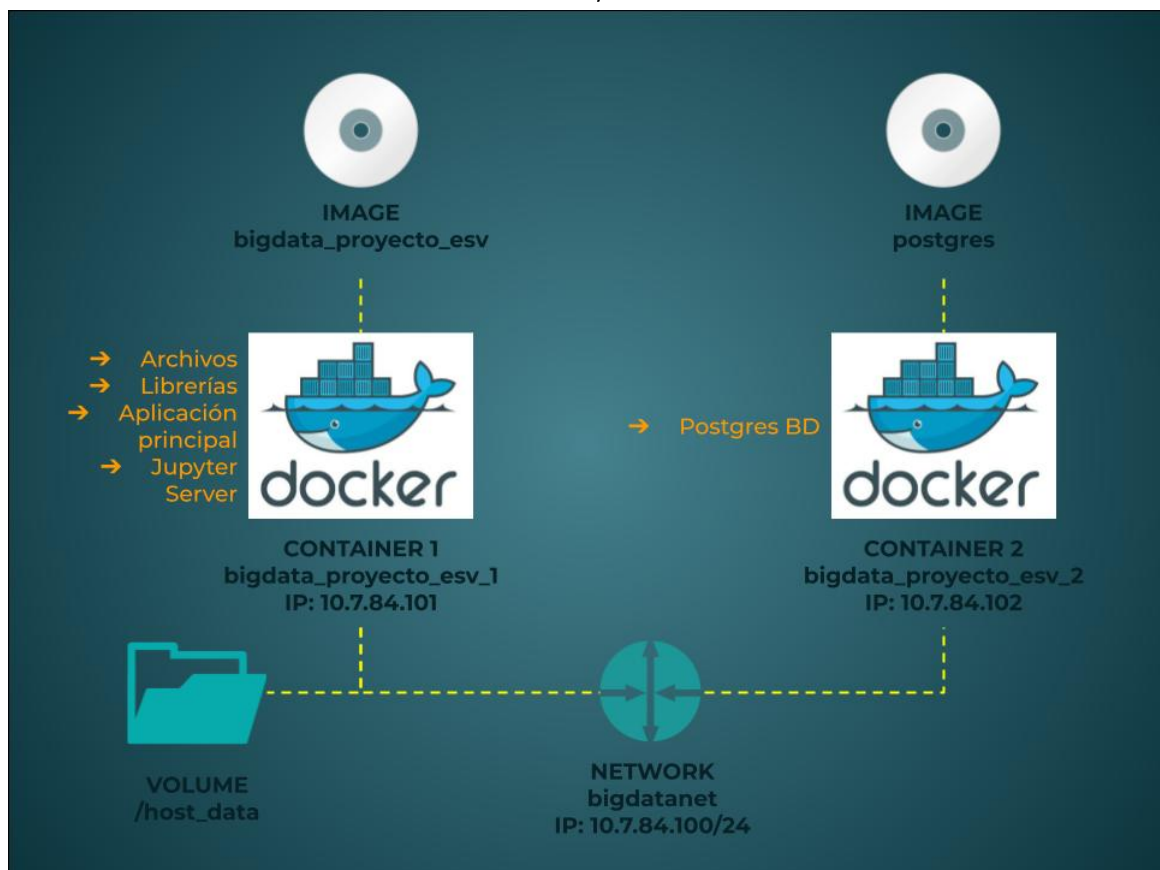 IMAGE
bigdata_proyecto_esv
IMAGE
postgres
➔ Archivos
➔ Librerías
➔ Aplicación
principal
➔ Jupyter
Server
docker
➔ Postgres BD
docker
CONTAINER 1
bigdata_proyecto_esv_1
IP: 10.7.84.101
CONTAINER 2
bigdata_proyecto_esv_2
IP: 10.7.84.102
VOLUME
/host_data
NETWORK
bigdatanet
IP: 10.7.84.100/24